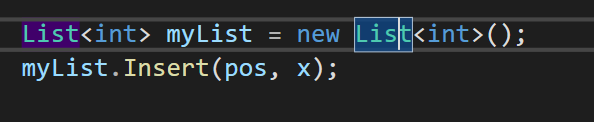 List<int> myList = new List<int>();
myList.Insert(pos, x);